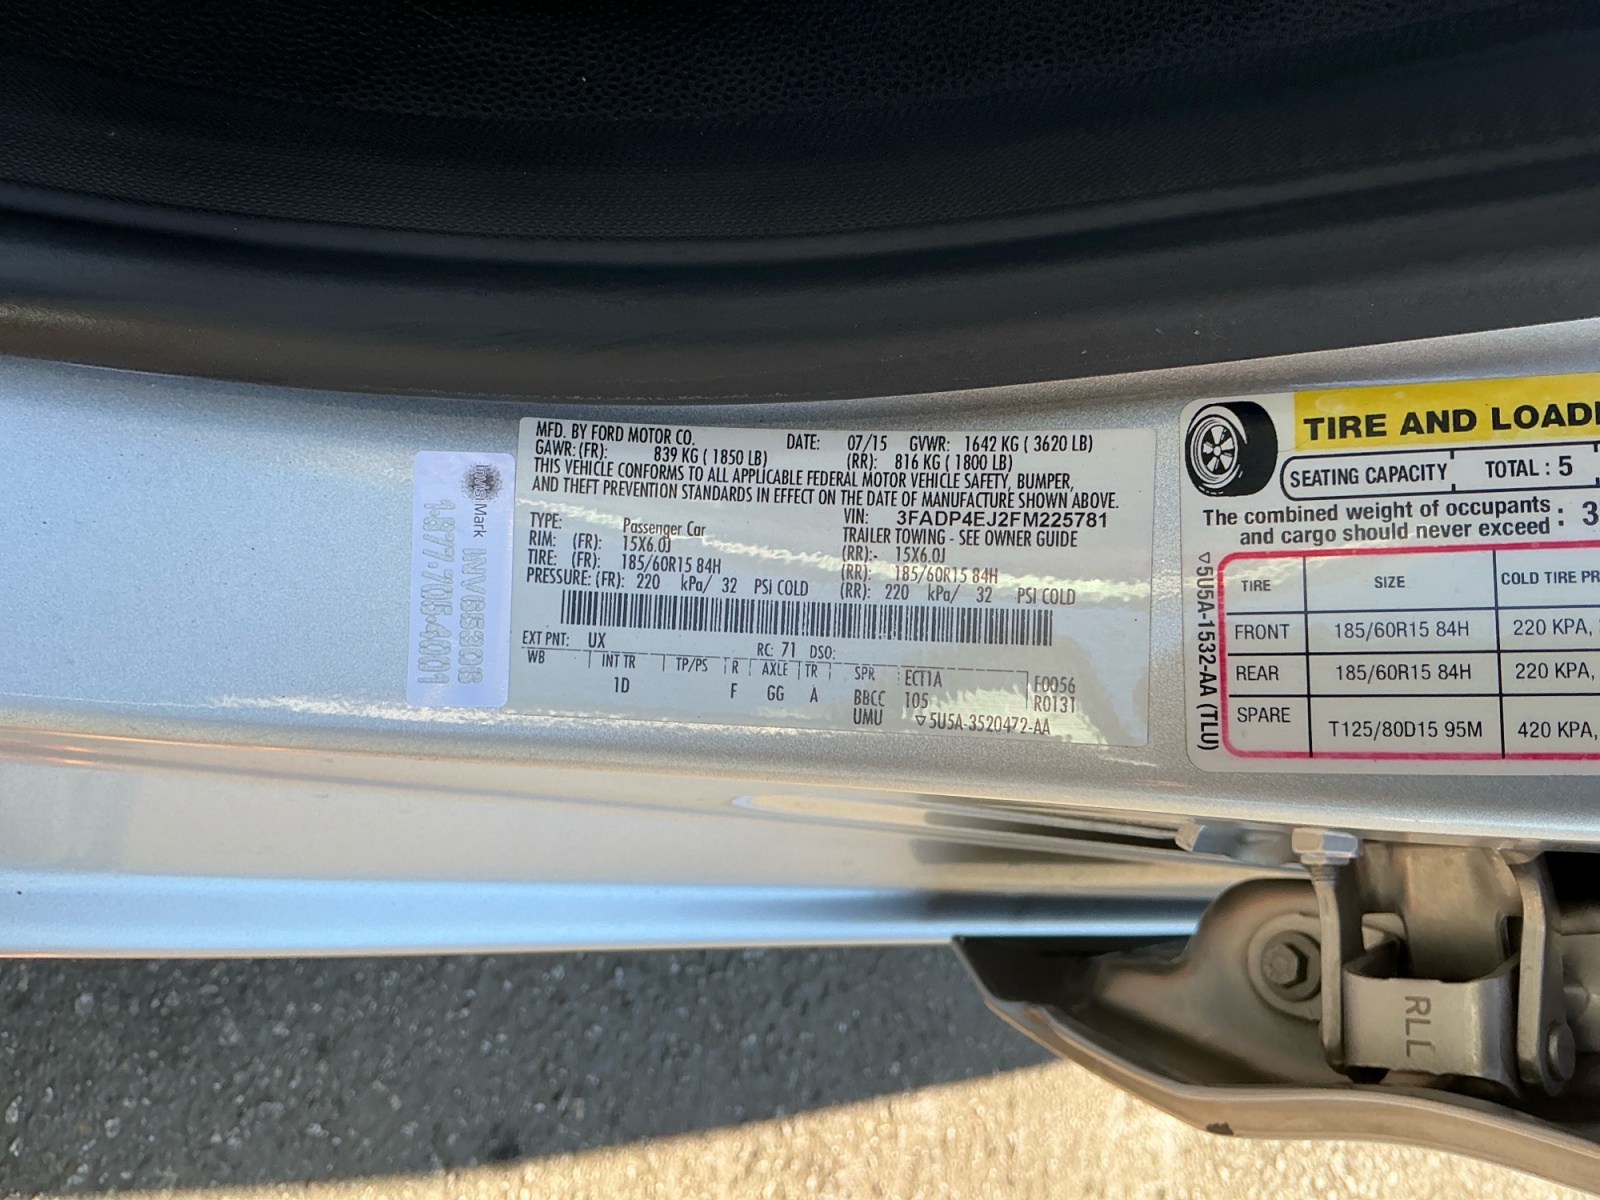 MFD. BY FORD MOTOR CO. DATE: 07/15 GVWR: 1642 KG ( 3620 LB)
GAWR: (FR): 839 KG ( 1850 LB) (RR): 816 KG ( 1800 LB)
THIS VEHICLE CONFORMS TO ALL APPLICABLE FEDERAL MOTOR VEHICLE SAFETY, BUMPER,
AND THEFT PREVENTION STANDARDS IN EFFECT ON THE DATE OF MANUFACTURE SHOWN ABOVE.
VIN: 3FADP4EJ2FM225781
TYPE: Passenger Car TRAILER TOWING - SEE OWNER GUIDE
RIM: (FR): 15X6.0J (RR):- 15X6.0J
TIRE: (FR): 185/60R15 84H (RR): 185/60R15 84H
PRESSURE: (FR): 220 kPa/ 32 PSI COLD (RR): 220 kPa/ 32 PSI COLD
EXT PNT: UX RC: 71 DSO:
WB INT TR TP/PS R AXLE TR SPR ECT1A F0056
1D F GG A BBCC 105 R0131
UMU ▽5U5A-3520472-AA
InvisiMark INV65306
1-877-705-4001
TIRE AND LOADI
SEATING CAPACITY TOTAL : 5
The combined weight of occupants
and cargo should never exceed : 3
▽5U5A-1532-AA (TLU)
TIRE SIZE COLD TIRE PR
FRONT 185/60R15 84H 220 KPA,
REAR 185/60R15 84H 220 KPA,
SPARE T125/80D15 95M 420 KPA,
RLL